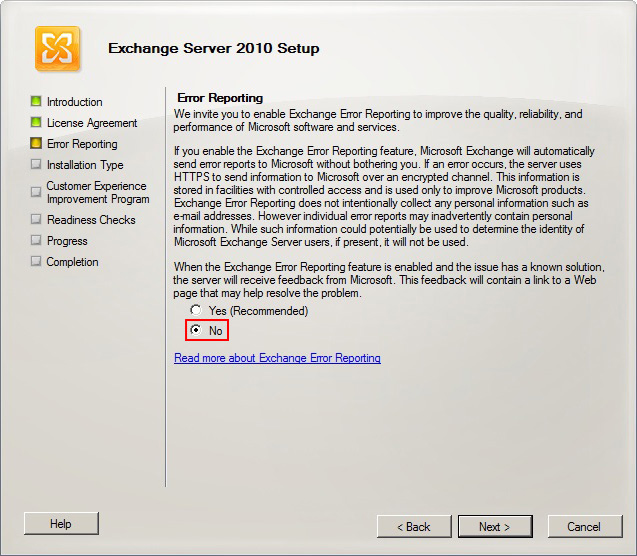 Exchange Server 2010 Setup
Introduction
License Agreement
Error Reporting
Installation Type
Customer Experience
Improvement Program
Readiness Checks
Progress
Completion
Error Reporting
We invite you to enable Exchange Error Reporting to improve the quality, reliability, and
performance of Microsoft software and services.
If you enable the Exchange Error Reporting feature, Microsoft Exchange will automatically
send error reports to Microsoft without bothering you. If an error occurs, the server uses
HTTPS to send information to Microsoft over an encrypted channel. This information is
stored in facilities with controlled access and is used only to improve Microsoft products.
Exchange Error Reporting does not intentionally collect any personal information such as
e-mail addresses. However individual error reports may inadvertently contain personal
information. While such information could potentially be used to determine the identity of
Microsoft Exchange Server users, if present, it will not be used.
When the Exchange Error Reporting feature is enabled and the issue has a known solution,
the server will receive feedback from Microsoft. This feedback will contain a link to a Web
page that may help resolve the problem.
Yes (Recommended)
No
Read more about Exchange Error Reporting
Help
< Back
Next >
Cancel